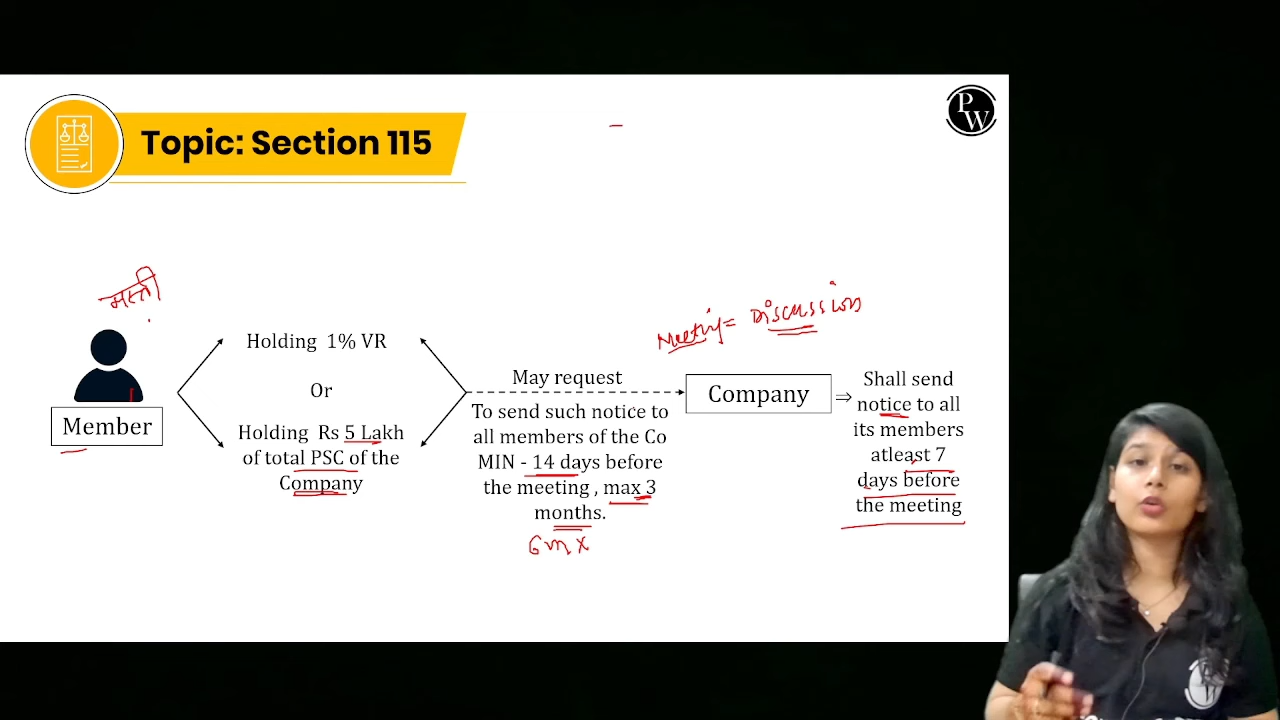 PW
Topic: Section 115
मस्ती
Member
Holding 1% VR
Or
Holding Rs 5 Lakh
of total PSC of the
Company
May request
To send such notice to
all members of the Co
MIN - 14 days before
the meeting , max 3
months.
6m x
Meeting = Discussion
Company
⇒
Shall send
notice to all
its members
atleast 7
days before
the meeting
PW